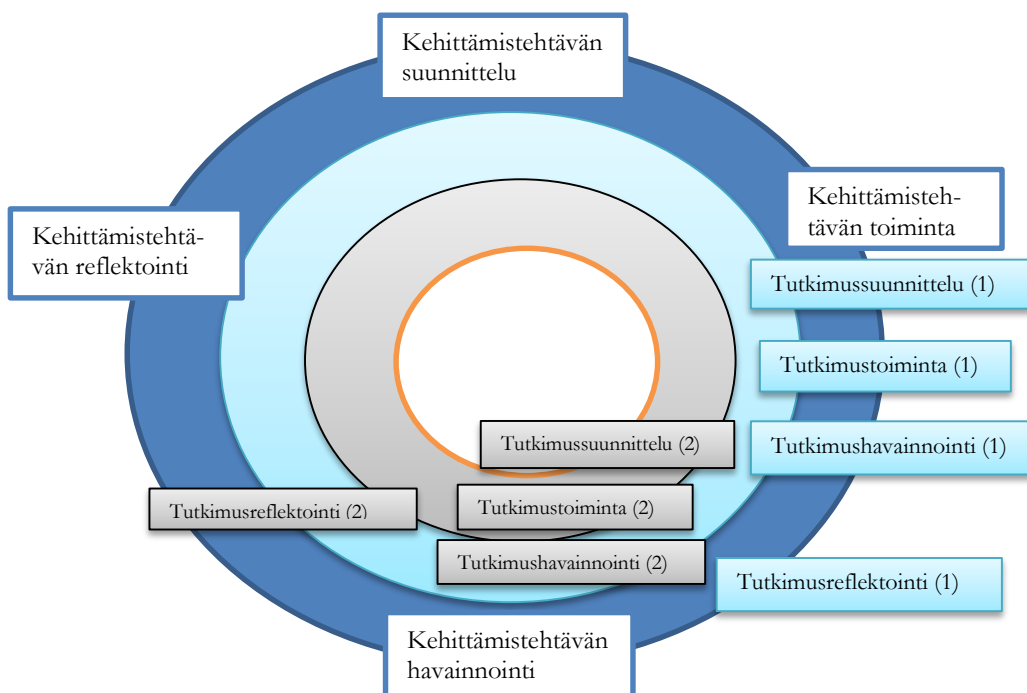 Kehittämistehtävän
suunnittelu
Kehittämisteh-
tävän toiminta
Kehittämistehtä-
vän reflektointi
Tutkimussuunnittelu (1)
Tutkimustoiminta (1)
Tutkimushavainnointi (1)
Tutkimussuunnittelu (2)
Tutkimusreflektointi (2)
Tutkimustoiminta (2)
Tutkimushavainnointi (2)
Tutkimusreflektointi (1)
Kehittämistehtävän
havainnointi